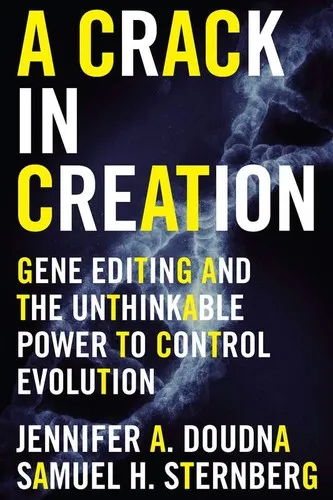 A CRACK
IN
CREATION
GENE EDITING AND
THE UNTHINKABLE
POWER TO CONTROL
EVOLUTION
JENNIFER A. DOUDNA
SAMUEL H. STERNBERG